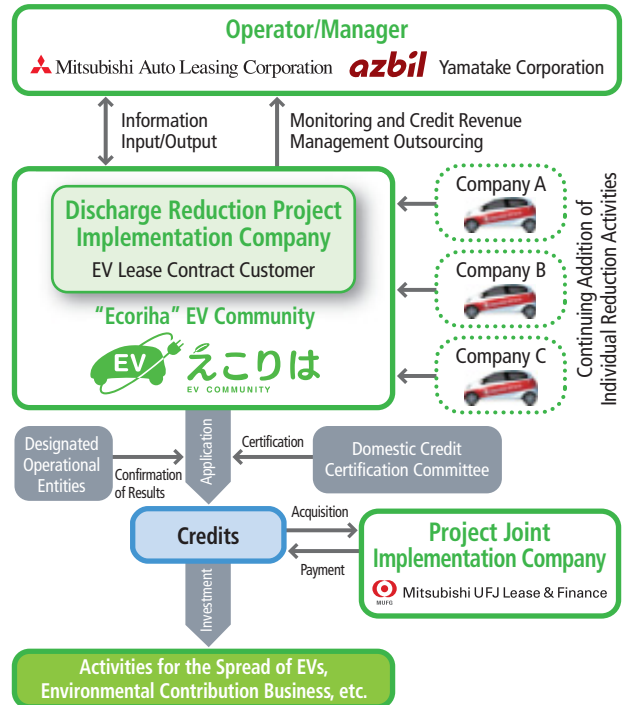 Operator/Manager
Mitsubishi Auto Leasing Corporation azbil Yamatake Corporation
Information
Input/Output
Monitoring and Credit Revenue
Management Outsourcing
Discharge Reduction Project
Implementation Company
EV Lease Contract Customer
"Ecoriha" EV Community
EV えこりは
EV COMMUNITY
Company A
Company B
Company C
Continuing Addition of
Individual Reduction Activities
Designated
Operational
Entities
Confirmation
of Results
Application
Certification
Domestic Credit
Certification Committee
Credits
Acquisition
Payment
Project Joint
Implementation Company
MUFG Mitsubishi UFJ Lease & Finance
Investment
Activities for the Spread of EVs,
Environmental Contribution Business, etc.